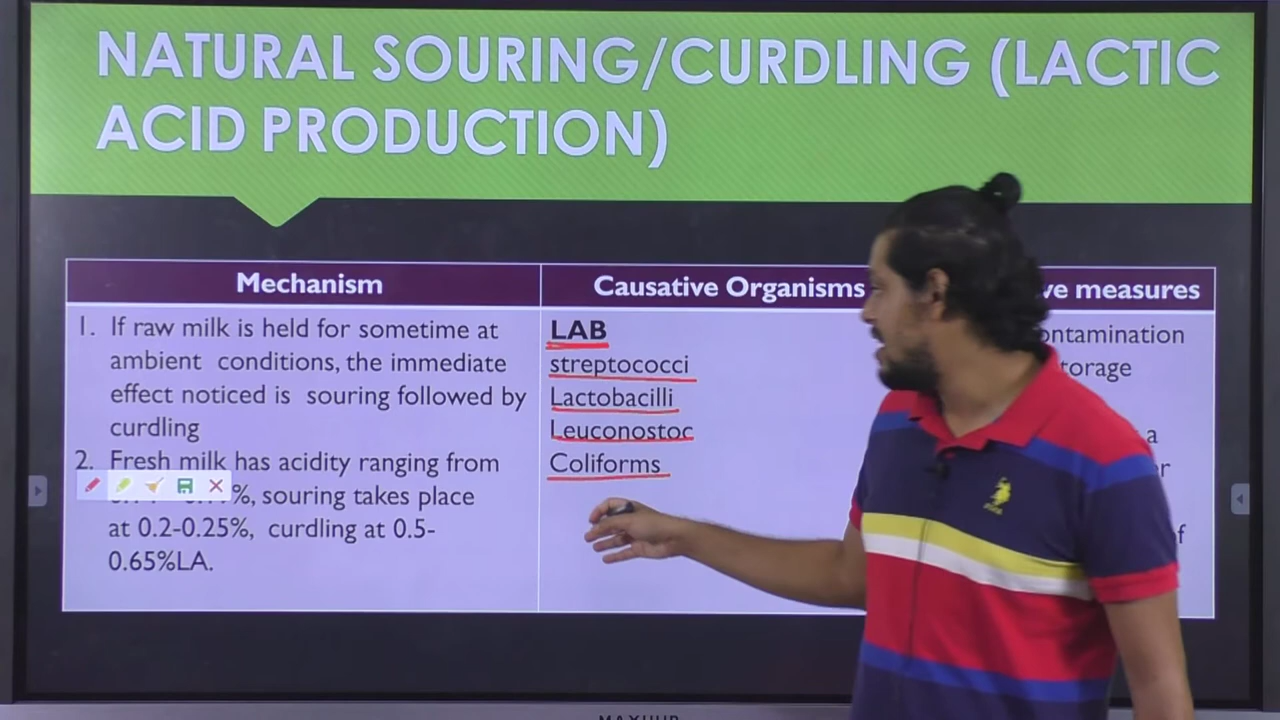 NATURAL SOURING/CURDLING (LACTIC
ACID PRODUCTION)
Mechanism
Causative Organisms
ve measures
1. If raw milk is held for sometime at
ambient conditions, the immediate
effect noticed is souring followed by
curdling
2. Fresh milk has acidity ranging from
%, souring takes place
at 0.2-0.25%, curdling at 0.5-
0.65%LA.
LAB
streptococci
Lactobacilli
Leuconostoc
Coliforms
ontamination
torage
a